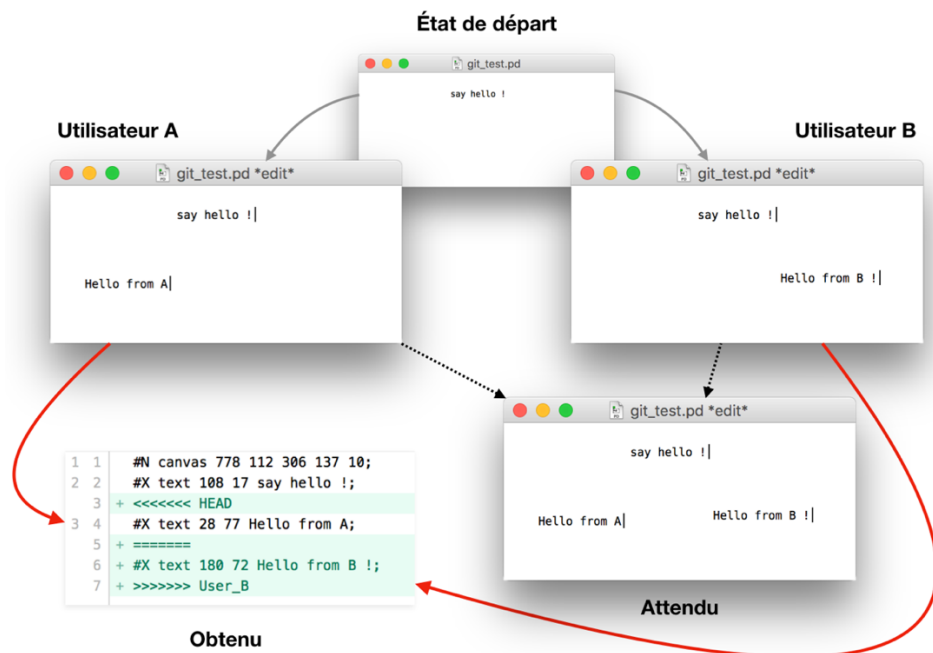 État de départ
git_test.pd
say hello !
Utilisateur A
Utilisateur B
git_test.pd *edit*
say hello !
Hello from A
git_test.pd *edit*
say hello !
Hello from B !
git_test.pd *edit*
say hello !
Hello from A
Hello from B !
Attendu
1 1 #N canvas 778 112 306 137 10;
2 2 #X text 108 17 say hello !;
3 + <<<<<<< HEAD
3 4 #X text 28 77 Hello from A;
5 + =======
6 + #X text 180 72 Hello from B !;
7 + >>>>>>> User_B
Obtenu